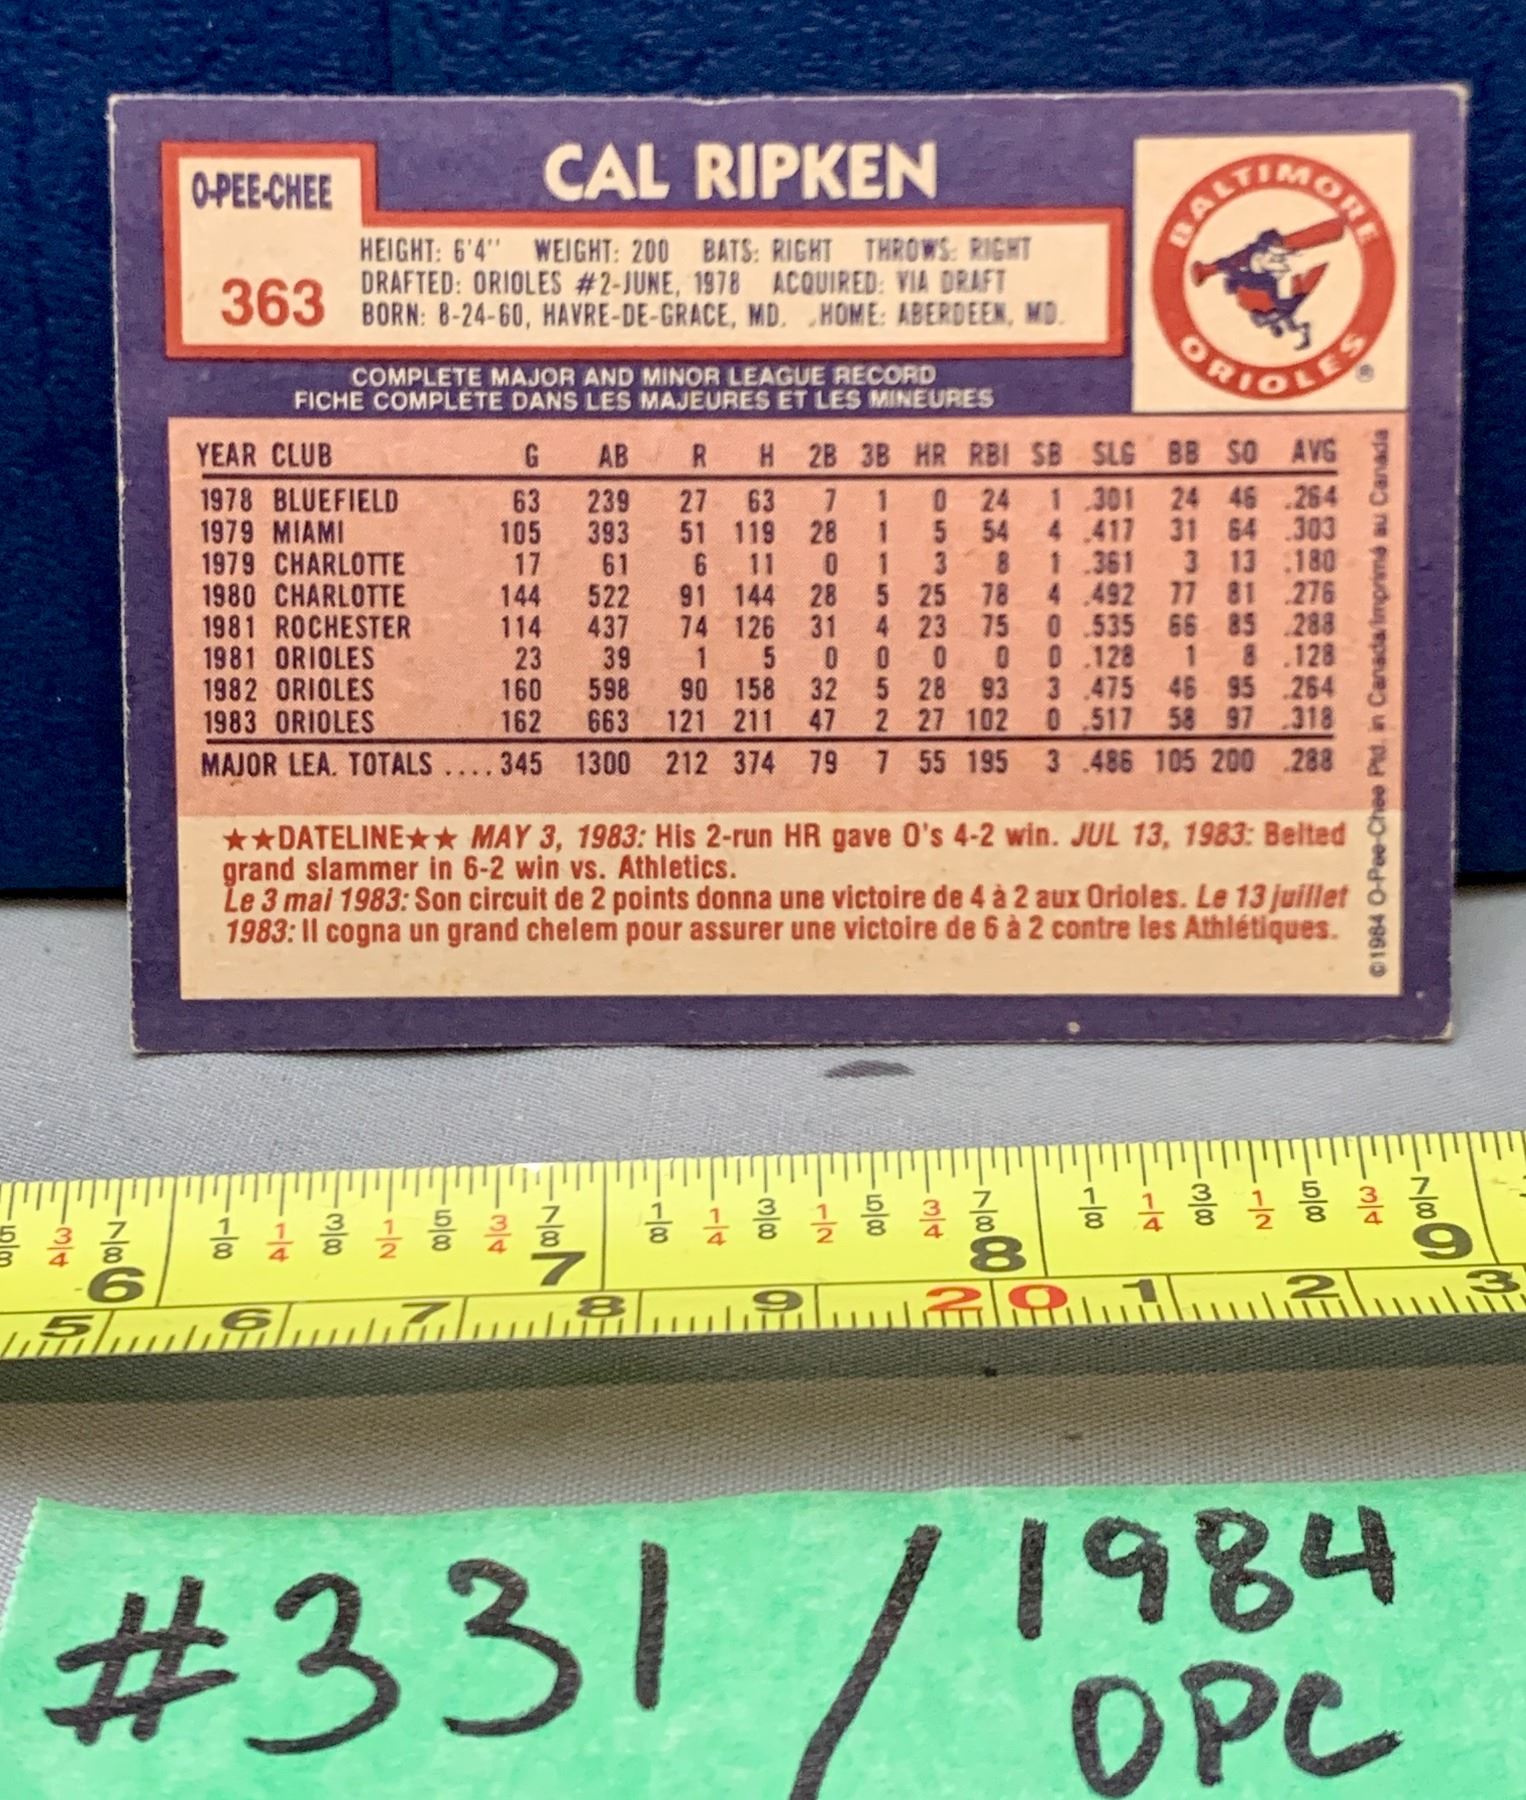 O-PEE-CHEE
363
CAL RIPKEN
HEIGHT: 6'4'' WEIGHT: 200 BATS: RIGHT THROWS: RIGHT
DRAFTED: ORIOLES #2-JUNE, 1978 ACQUIRED: VIA DRAFT
BORN: 8-24-60, HAVRE-DE-GRACE, MD. HOME: ABERDEEN, MD.
BALTIMORE
ORIOLES
®
COMPLETE MAJOR AND MINOR LEAGUE RECORD
FICHE COMPLÈTE DANS LES MAJEURES ET LES MINEURES
YEAR CLUB G AB R H 2B 3B HR RBI SB SLG BB SO AVG
1978 BLUEFIELD 63 239 27 63 7 1 0 24 1 .301 24 46 .264
1979 MIAMI 105 393 51 119 28 1 5 54 4 .417 31 64 .303
1979 CHARLOTTE 17 61 6 11 0 1 3 8 1 .361 3 13 .180
1980 CHARLOTTE 144 522 91 144 28 5 25 78 4 .492 77 81 .276
1981 ROCHESTER 114 437 74 126 31 4 23 75 0 .535 66 85 .288
1981 ORIOLES 23 39 1 5 0 0 0 0 0 .128 1 8 .128
1982 ORIOLES 160 598 90 158 32 5 28 93 3 .475 46 95 .264
1983 ORIOLES 162 663 121 211 47 2 27 102 0 .517 58 97 .318
MAJOR LEA. TOTALS .... 345 1300 212 374 79 7 55 195 3 .486 105 200 .288
★★DATELINE★★ MAY 3, 1983: His 2-run HR gave O's 4-2 win. JUL 13, 1983: Belted
grand slammer in 6-2 win vs. Athletics.
Le 3 mai 1983: Son circuit de 2 points donna une victoire de 4 à 2 aux Orioles. Le 13 juillet
1983: Il cogna un grand chelem pour assurer une victoire de 6 à 2 contre les Athlétiques.
©1984 O-Pee-Chee Ptd. in Canada/Imprimé au Canada
5/8 3/4 7/8 1/8 1/4 3/8 1/2 5/8 3/4 7/8 1/8 1/4 3/8 1/2 5/8 3/4 7/8 1/8 1/4 3/8 1/2 5/8 3/4 7/8
6 7 8 9
5 6 7 8 9 20 1 2 3
#331 / 1984
OPC